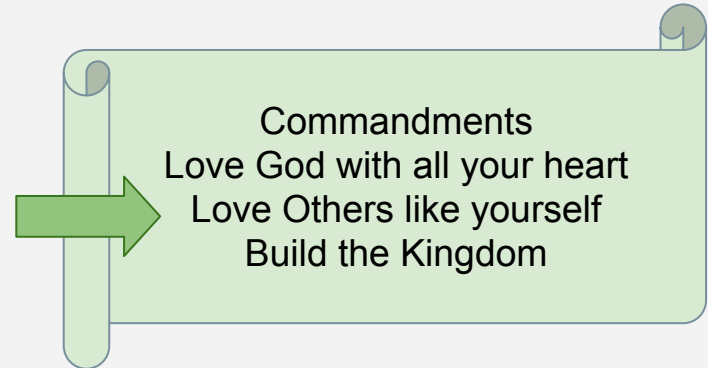 Commandments
Love God with all your heart
Love Others like yourself
Build the Kingdom